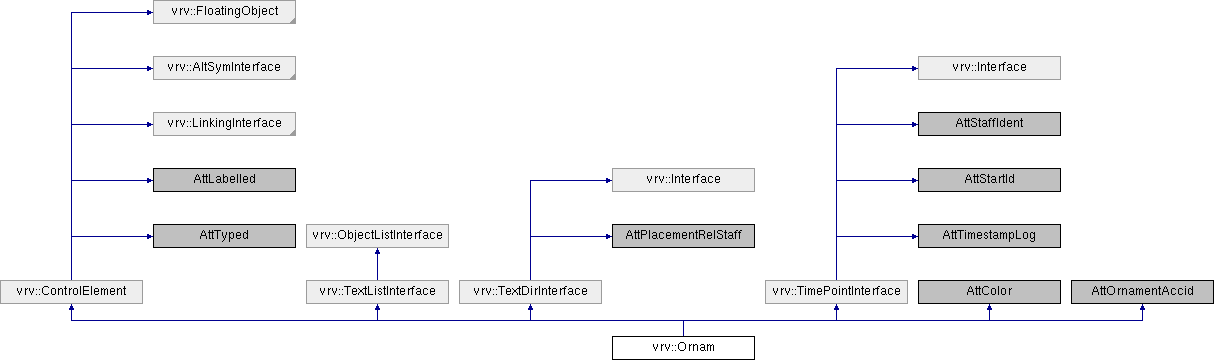 vrv::FloatingObject
vrv::AltSymInterface
vrv::Interface
vrv::LinkingInterface
AttStaffIdent
AttLabelled
vrv::Interface
AttStartId
AttTyped
vrv::ObjectListInterface
AttPlacementRelStaff
AttTimestampLog
vrv::ControlElement
vrv::TextListInterface
vrv::TextDirInterface
vrv::TimePointInterface
AttColor
AttOrnamentAccid
vrv::Ornam